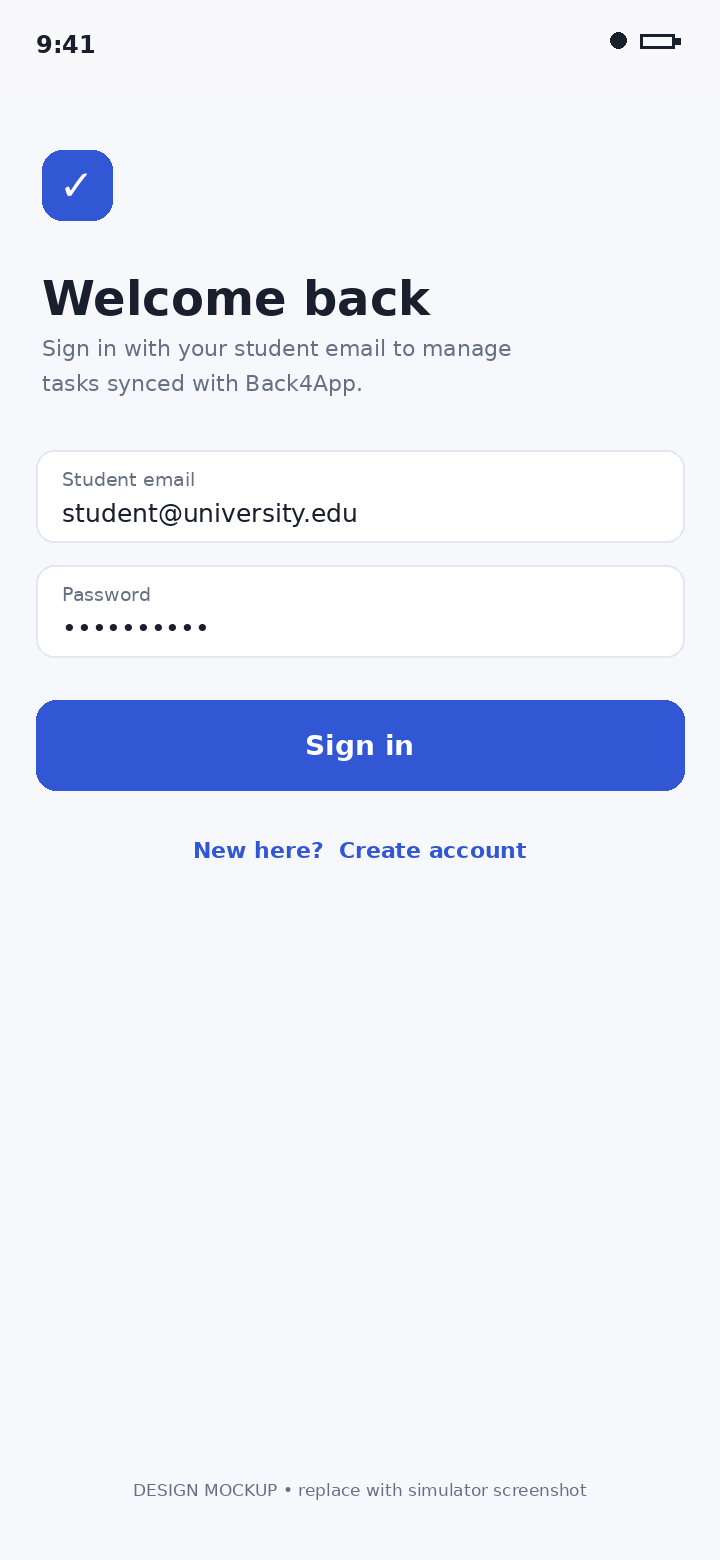 9:41
✓
Welcome back
Sign in with your student email to manage
tasks synced with Back4App.
Student email
student@university.edu
Password
••••••••••
Sign in
New here?  Create account
DESIGN MOCKUP • replace with simulator screenshot